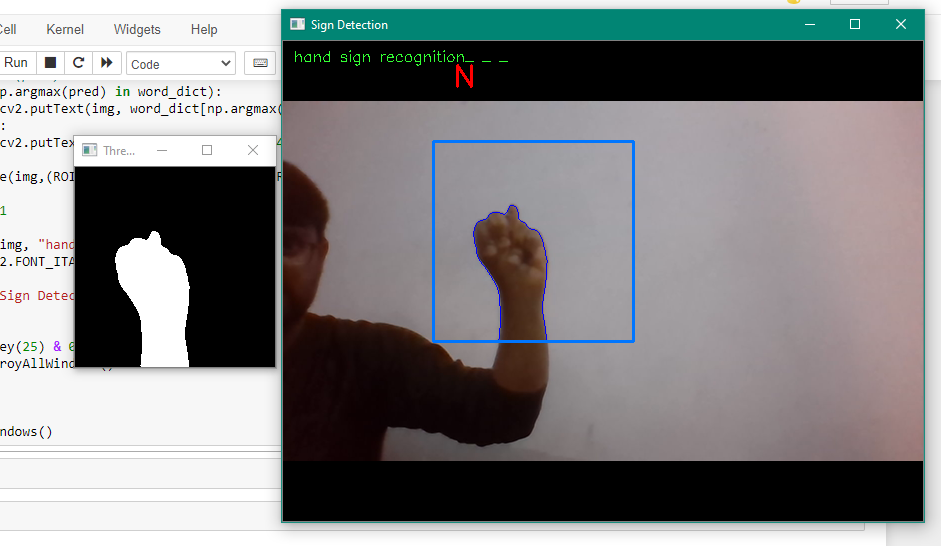 Cell Kernel Widgets Help
Run Code
p.argmax(pred) in word_dict):
cv2.putText(img, word_dict[np.argmax(
:
cv2.putTex
Thre...
e(img,(ROI
1
img, "hand
2.FONT_ITA
Sign Detec
ey(25) & 0
royAllWind
ndows()
Sign Detection
hand sign recognition_ _ _
N